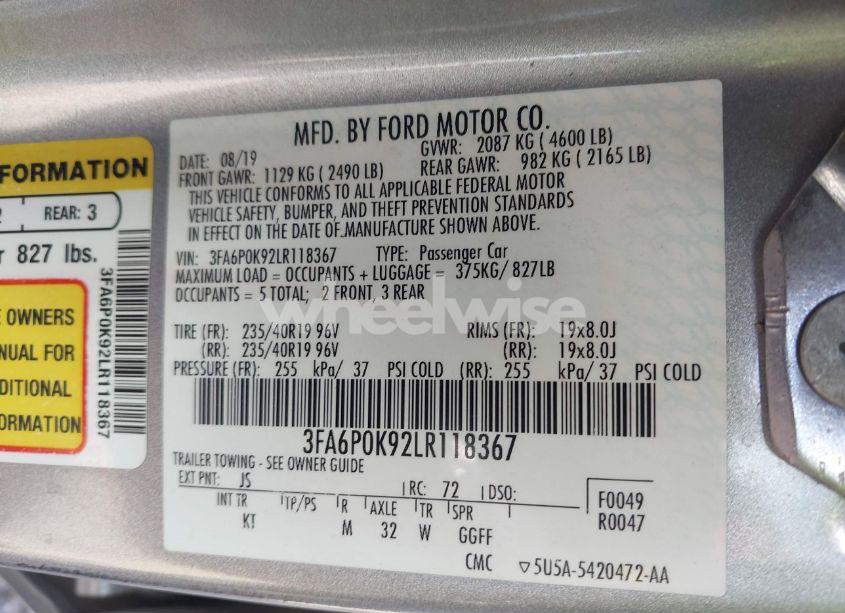 MFD. BY FORD MOTOR CO.
DATE: 08/19
GVWR: 2087 KG ( 4600 LB)
FRONT GAWR: 1129 KG ( 2490 LB)
REAR GAWR: 982 KG ( 2165 LB)
THIS VEHICLE CONFORMS TO ALL APPLICABLE FEDERAL MOTOR
VEHICLE SAFETY, BUMPER, AND THEFT PREVENTION STANDARDS
IN EFFECT ON THE DATE OF MANUFACTURE SHOWN ABOVE.
VIN: 3FA6P0K92LR118367 TYPE: Passenger Car
MAXIMUM LOAD = OCCUPANTS + LUGGAGE = 375KG/ 827LB
OCCUPANTS = 5 TOTAL; 2 FRONT, 3 REAR
TIRE (FR): 235/40R19 96V RIMS (FR): 19x8.0J
(RR): 235/40R19 96V (RR): 19x8.0J
PRESSURE (FR): 255 kPa/ 37 PSI COLD (RR): 255 kPa/ 37 PSI COLD
3FA6P0K92LR118367
TRAILER TOWING - SEE OWNER GUIDE
EXT PNT: JS RC: 72 DSO: F0049
INT TR TP/PS R AXLE TR SPR R0047
KT M 32 W GGFF
CMC ▽5U5A-5420472-AA
FORMATION
REAR: 3
827 lbs.
OWNERS
ANUAL FOR
DDITIONAL
FORMATION
3FA6P0K92LR118367
wheelwise